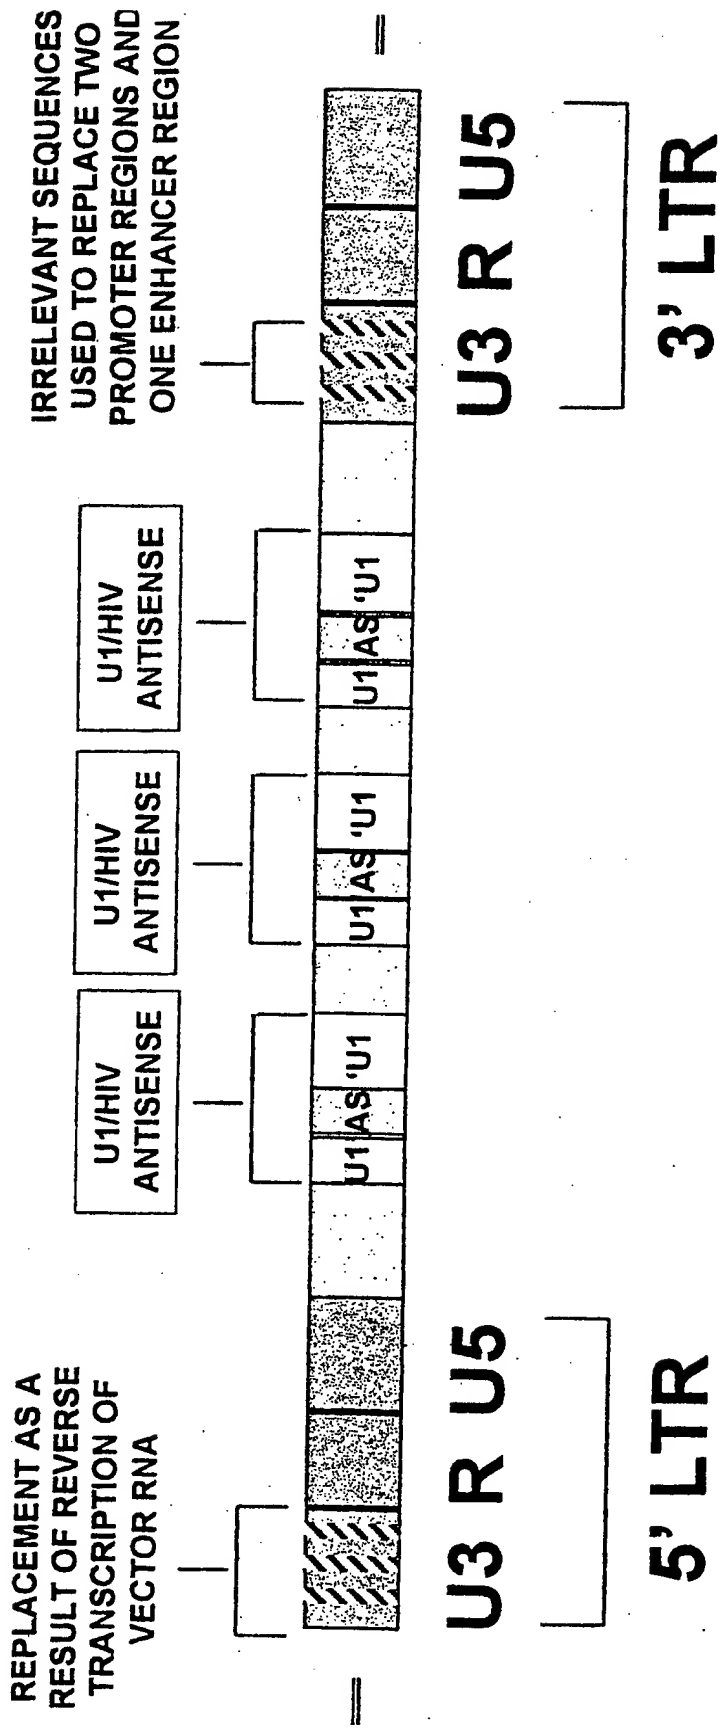 REPLACEMENT AS A
RESULT OF REVERSE
TRANSCRIPTION OF
VECTOR RNA
U1/HIV
ANTISENSE
U1/HIV
ANTISENSE
U1/HIV
ANTISENSE
IRRELEVANT SEQUENCES
USED TO REPLACE TWO
PROMOTER REGIONS AND
ONE ENHANCER REGION
U1' AS 'U1
U1' AS 'U1
U1' AS 'U1
U3 R U5
U3 R U5
5' LTR
3' LTR